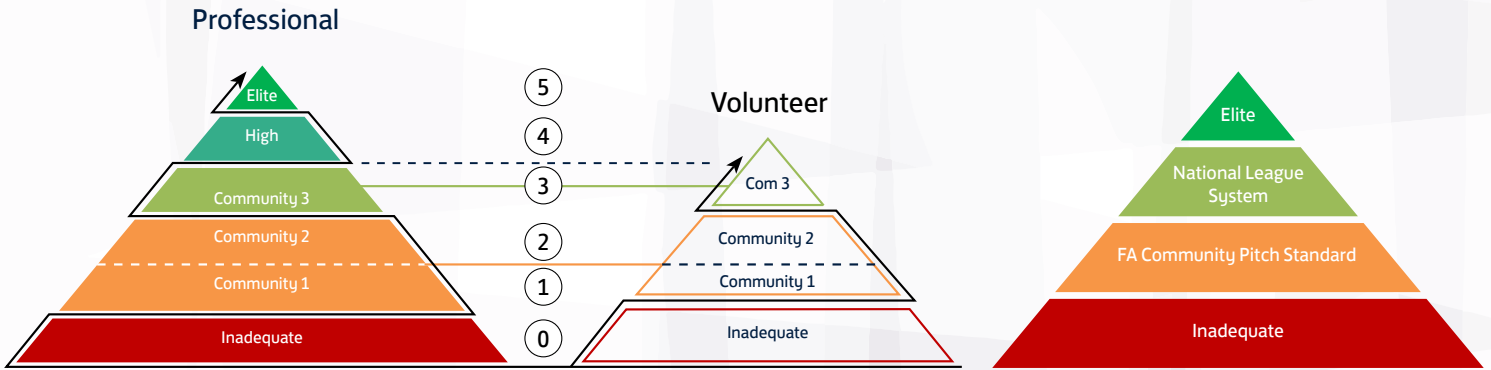 Professional
Elite
High
Community 3
Community 2
Community 1
Inadequate
5
4
3
2
1
0
Volunteer
Com 3
Community 2
Community 1
Inadequate
Elite
National League
System
FA Community Pitch Standard
Inadequate